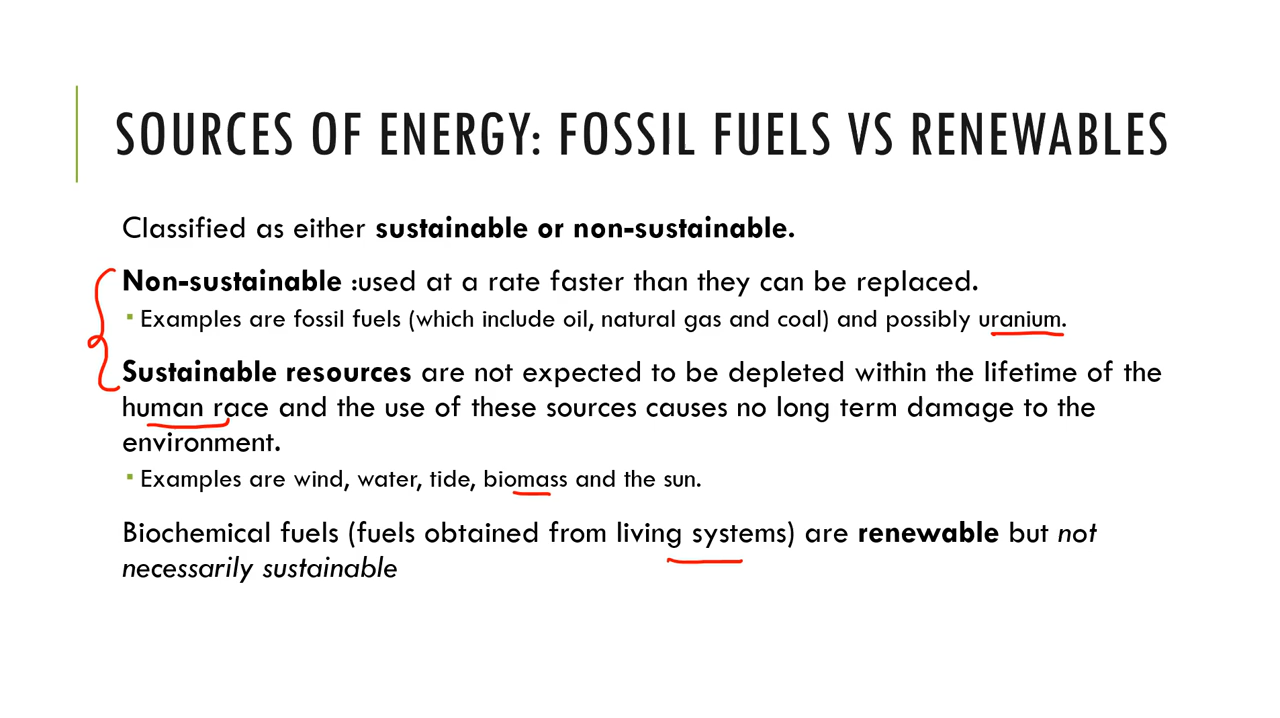 SOURCES OF ENERGY: FOSSIL FUELS VS RENEWABLES
Classified as either sustainable or non-sustainable.
Non-sustainable :used at a rate faster than they can be replaced.
Examples are fossil fuels (which include oil, natural gas and coal) and possibly uranium.
Sustainable resources are not expected to be depleted within the lifetime of the
human race and the use of these sources causes no long term damage to the
environment.
Examples are wind, water, tide, biomass and the sun.
Biochemical fuels (fuels obtained from living systems) are renewable but not
necessarily sustainable